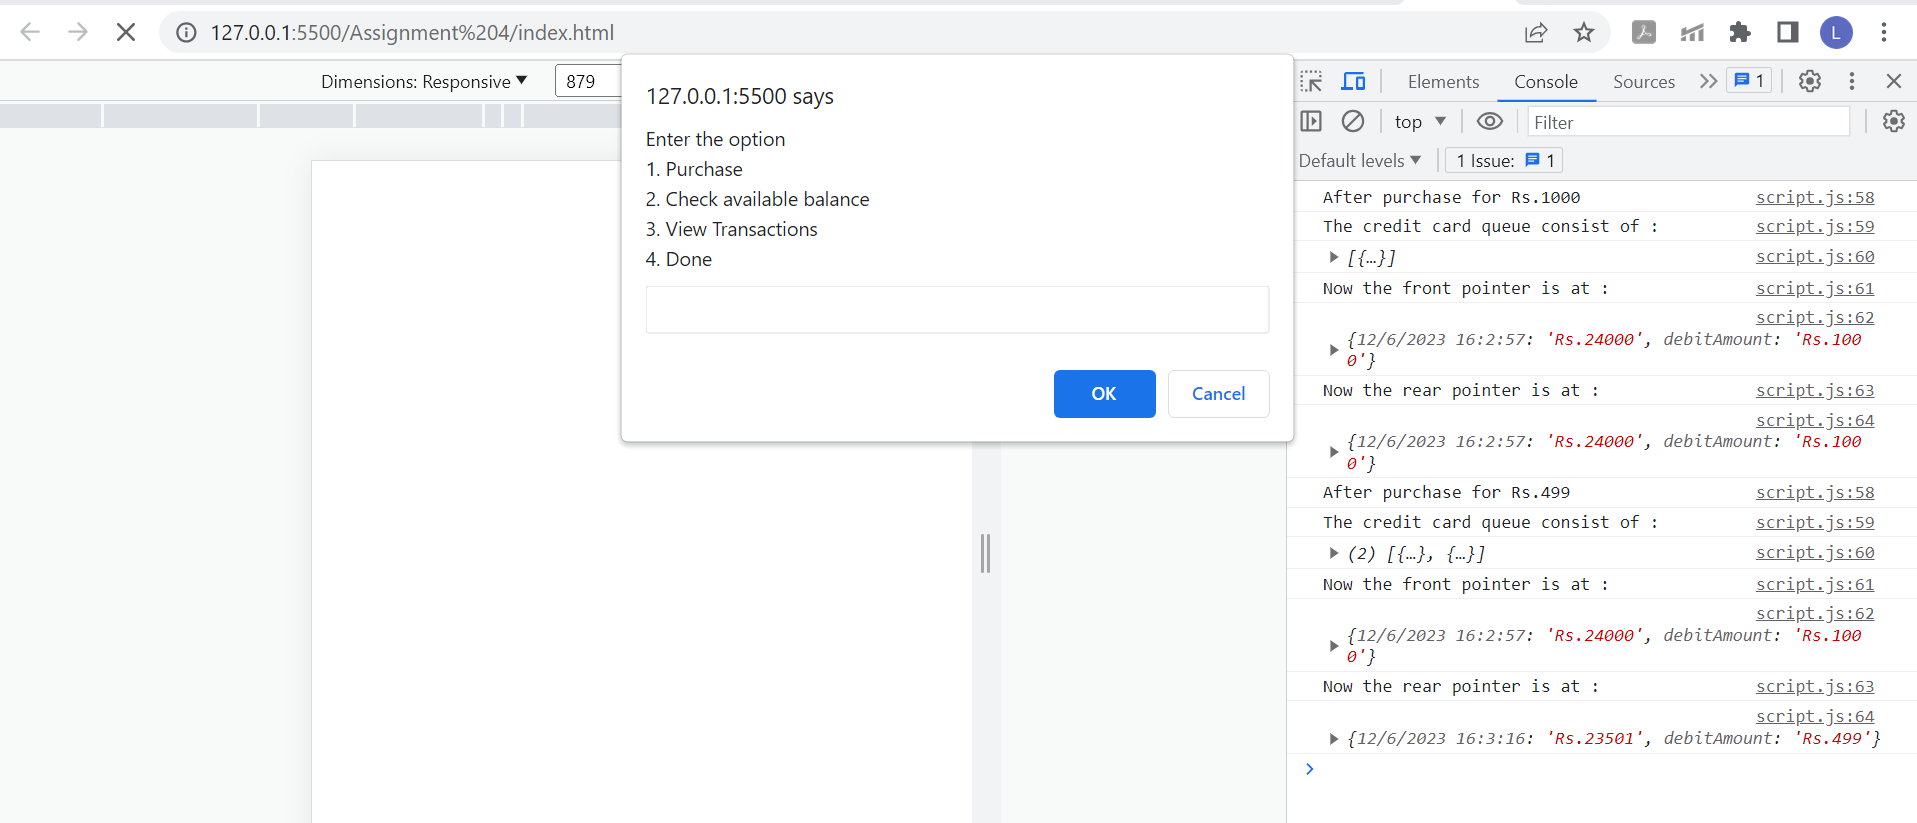 127.0.0.1:5500/Assignment%204/index.html
L
Dimensions: Responsive
879
127.0.0.1:5500 says
Enter the option
1. Purchase
2. Check available balance
3. View Transactions
4. Done
OK
Cancel
Elements
Console
Sources
1
top
Filter
Default levels
1 Issue:
1
After purchase for Rs.1000 script.js:58
The credit card queue consist of : script.js:59
[{…}] script.js:60
Now the front pointer is at : script.js:61
script.js:62
{12/6/2023 16:2:57: 'Rs.24000', debitAmount: 'Rs.100
0'}
Now the rear pointer is at : script.js:63
script.js:64
{12/6/2023 16:2:57: 'Rs.24000', debitAmount: 'Rs.100
0'}
After purchase for Rs.499 script.js:58
The credit card queue consist of : script.js:59
(2) [{…}, {…}] script.js:60
Now the front pointer is at : script.js:61
script.js:62
{12/6/2023 16:2:57: 'Rs.24000', debitAmount: 'Rs.100
0'}
Now the rear pointer is at : script.js:63
script.js:64
{12/6/2023 16:3:16: 'Rs.23501', debitAmount: 'Rs.499'}